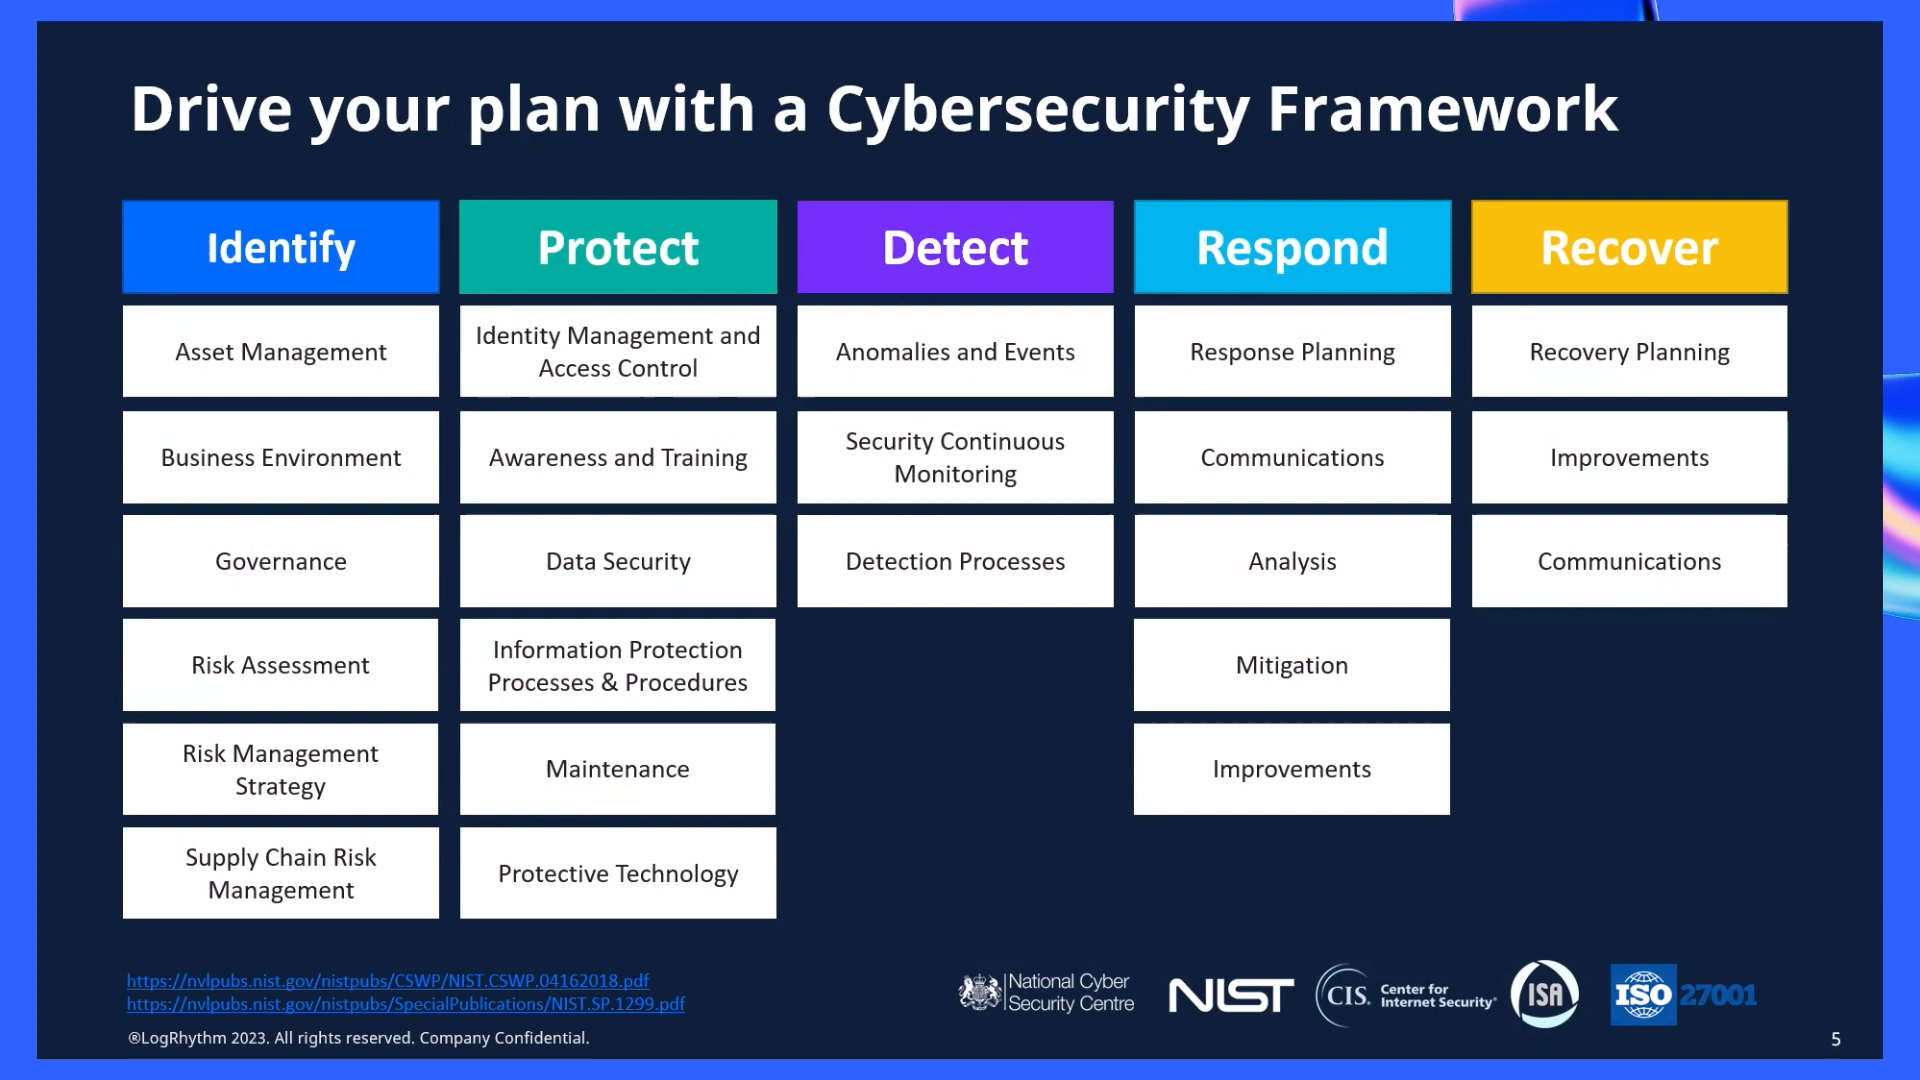 Drive your plan with a Cybersecurity Framework
Identify
Asset Management
Business Environment
Governance
Risk Assessment
Risk Management
Strategy
Supply Chain Risk
Management
Protect
Identity Management and
Access Control
Awareness and Training
Data Security
Information Protection
Processes & Procedures
Maintenance
Protective Technology
Detect
Anomalies and Events
Security Continuous
Monitoring
Detection Processes
Respond
Response Planning
Communications
Analysis
Mitigation
Improvements
Recover
Recovery Planning
Improvements
Communications
https://nvlpubs.nist.gov/nistpubs/CSWP/NIST.CSWP.04162018.pdf
https://nvlpubs.nist.gov/nistpubs/SpecialPublications/NIST.SP.1299.pdf
®LogRhythm 2023. All rights reserved. Company Confidential.
National Cyber
Security Centre
NIST
CIS. Center for
Internet Security®
ISA
ISO 27001
5